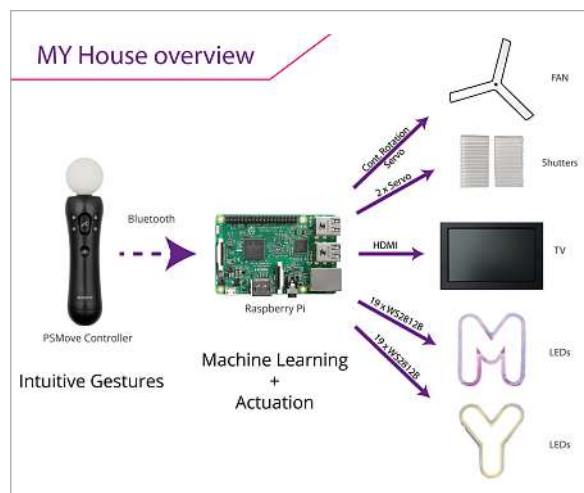 MY House overview
FAN
Cont. Rotation
Servo
Shutters
2 x Servo
Bluetooth
HDMI
TV
Raspberry Pi
PSMove Controller
19 x WS2812B
LEDs
Intuitive Gestures
Machine Learning
+
Actuation
19 x WS2812B
LEDs
M
Y